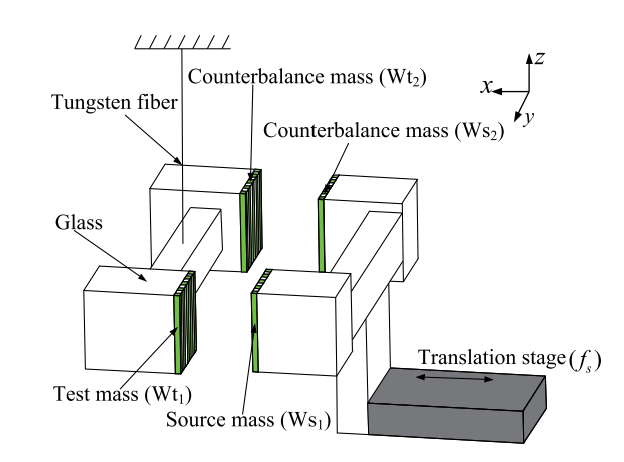 z
Counterbalance mass (Wt₂)
x
Tungsten fiber
y
Counterbalance mass (Ws₂)
Glass
Translation stage (fₛ)
Test mass (Wt₁)
Source mass (Ws₁)